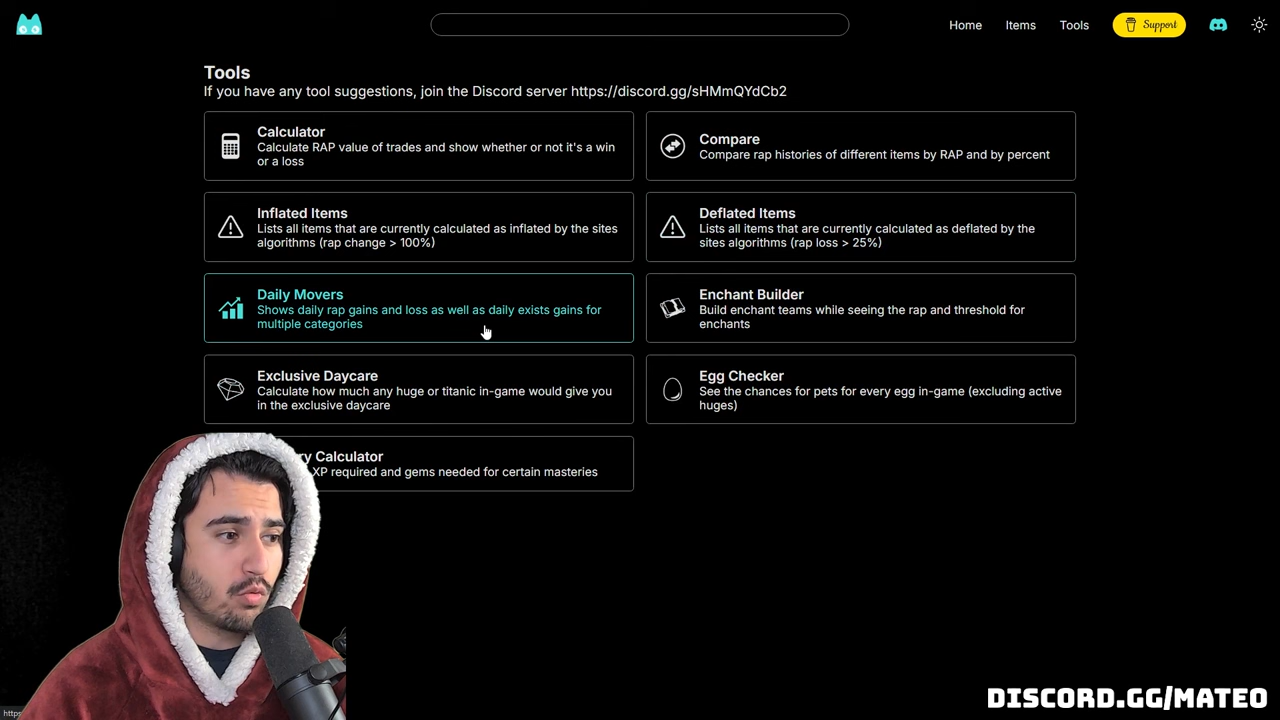 Home
Items
Tools
Support
Tools
If you have any tool suggestions, join the Discord server https://discord.gg/sHMmQYdCb2
Calculator
Calculate RAP value of trades and show whether or not it's a win
or a loss
Compare
Compare rap histories of different items by RAP and by percent
Inflated Items
Lists all items that are currently calculated as inflated by the sites
algorithms (rap change > 100%)
Deflated Items
Lists all items that are currently calculated as deflated by the
sites algorithms (rap loss > 25%)
Daily Movers
Shows daily rap gains and loss as well as daily exists gains for
multiple categories
Enchant Builder
Build enchant teams while seeing the rap and threshold for
enchants
Exclusive Daycare
Calculate how much any huge or titanic in-game would give you
in the exclusive daycare
Egg Checker
See the chances for pets for every egg in-game (excluding active
huges)
Calculator
XP required and gems needed for certain masteries
DISCORD.GG/MATEO